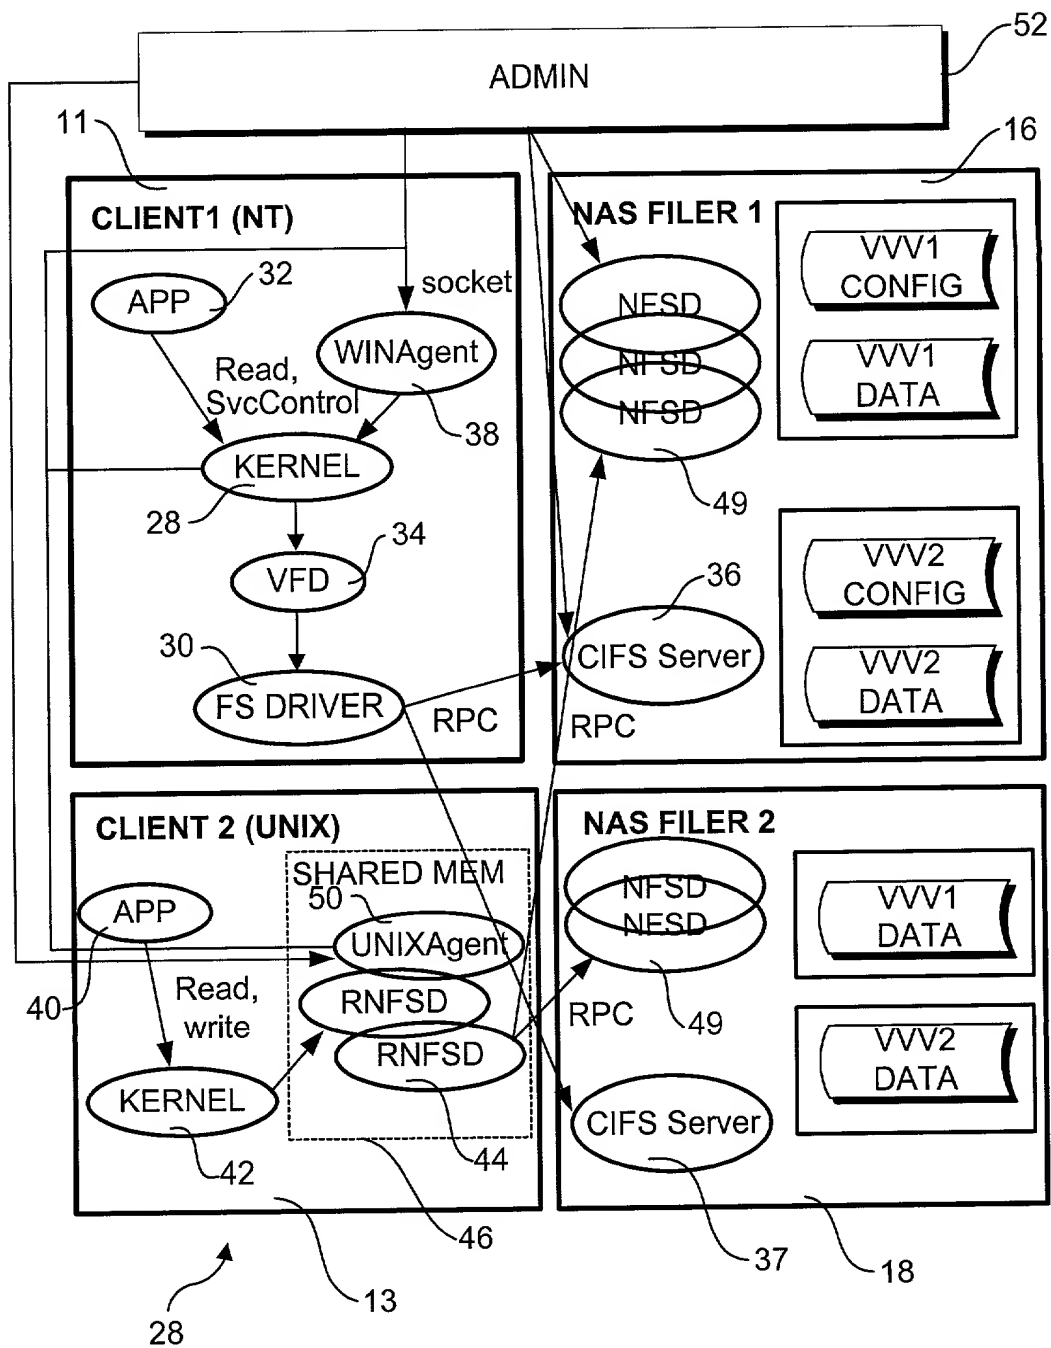 52
ADMIN
11
16
CLIENT1 (NT)
NAS FILER 1
VVV1
CONFIG
32
APP
socket
NFSD
WINAgent
Read,
SvcControl
NFSD
VVV1
DATA
NFSD
38
KERNEL
28
49
34
VFD
VVV2
CONFIG
36
30
CIFS Server
VVV2
DATA
FS DRIVER
RPC
RPC
CLIENT 2 (UNIX)
NAS FILER 2
SHARED MEM
50
APP
NFSD
NFSD
VVV1
DATA
UNIXAgent
40
Read,
write
RNFSD
RPC
49
RNFSD
VVV2
DATA
KERNEL
CIFS Server
42
44
46
37
18
13
28